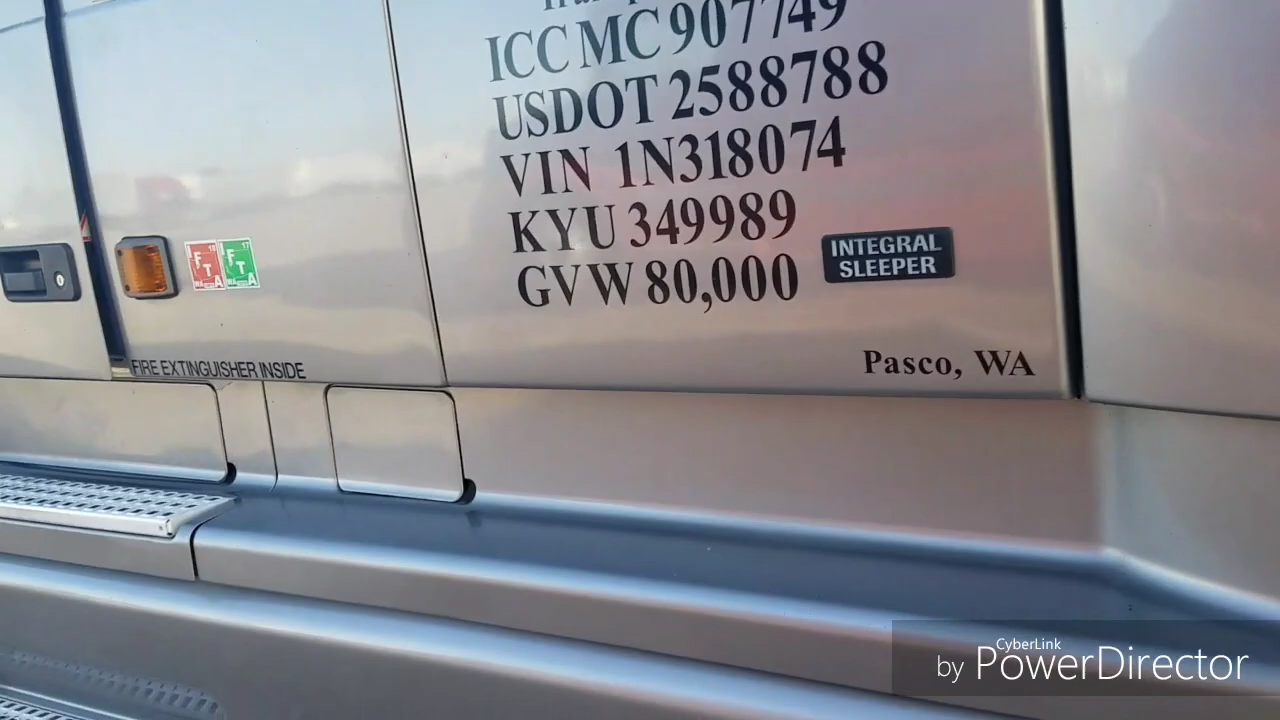 ICC MC 907749
USDOT 2588788
VIN 1N318074
KYU 349989
GVW 80,000
INTEGRAL
SLEEPER
FIRE EXTINGUISHER INSIDE
Pasco, WA
CyberLink
by PowerDirector